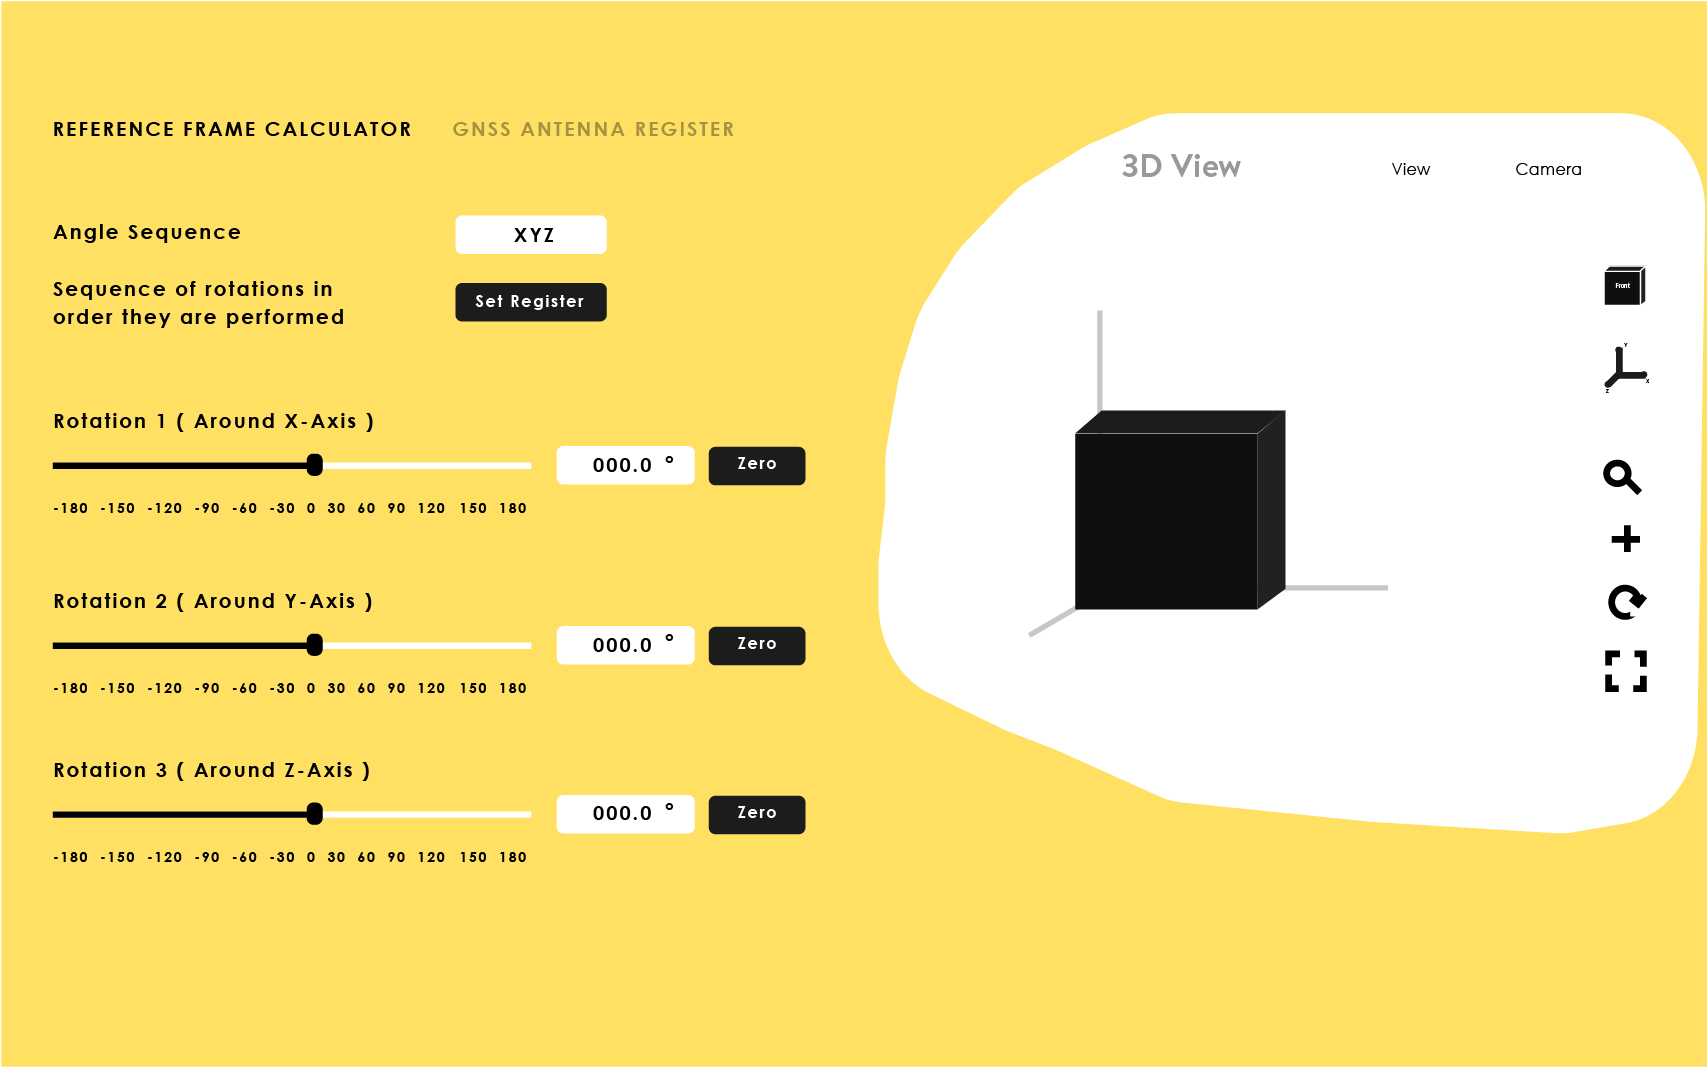 REFERENCE FRAME CALCULATOR
GNSS ANTENNA REGISTER
3D View
View
Camera
Angle Sequence
XYZ
Sequence of rotations in
order they are performed
Set Register
Front
Y
X
Z
Rotation 1 ( Around X-Axis )
000.0 °
Zero
-180 -150 -120 -90 -60 -30 0 30 60 90 120 150 180
Rotation 2 ( Around Y-Axis )
000.0 °
Zero
-180 -150 -120 -90 -60 -30 0 30 60 90 120 150 180
Rotation 3 ( Around Z-Axis )
000.0 °
Zero
-180 -150 -120 -90 -60 -30 0 30 60 90 120 150 180